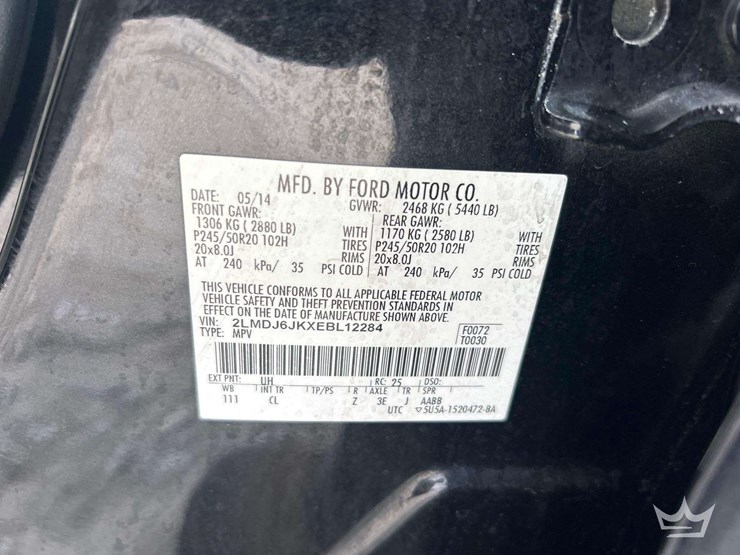 MFD. BY FORD MOTOR CO.
DATE: 05/14 GVWR: 2468 KG ( 5440 LB)
FRONT GAWR: REAR GAWR:
1306 KG ( 2880 LB) WITH 1170 KG ( 2580 LB) WITH
P245/50R20 102H TIRES P245/50R20 102H TIRES
20x8.0J RIMS 20x8.0J RIMS
AT 240 kPa/ 35 PSI COLD AT 240 kPa/ 35 PSI COLD
THIS VEHICLE CONFORMS TO ALL APPLICABLE FEDERAL MOTOR
VEHICLE SAFETY AND THEFT PREVENTION STANDARDS IN
EFFECT ON THE DATE OF MANUFACTURE SHOWN ABOVE.
VIN: 2LMDJ6JKXEBL12284 F0072
TYPE: MPV T0030
EXT PNT: UH RC: 25 DSO:
WB INT TR TP/PS R AXLE TR SPR
111 CL Z 3E J AABB
UTC ▽5U5A-1520472-BA